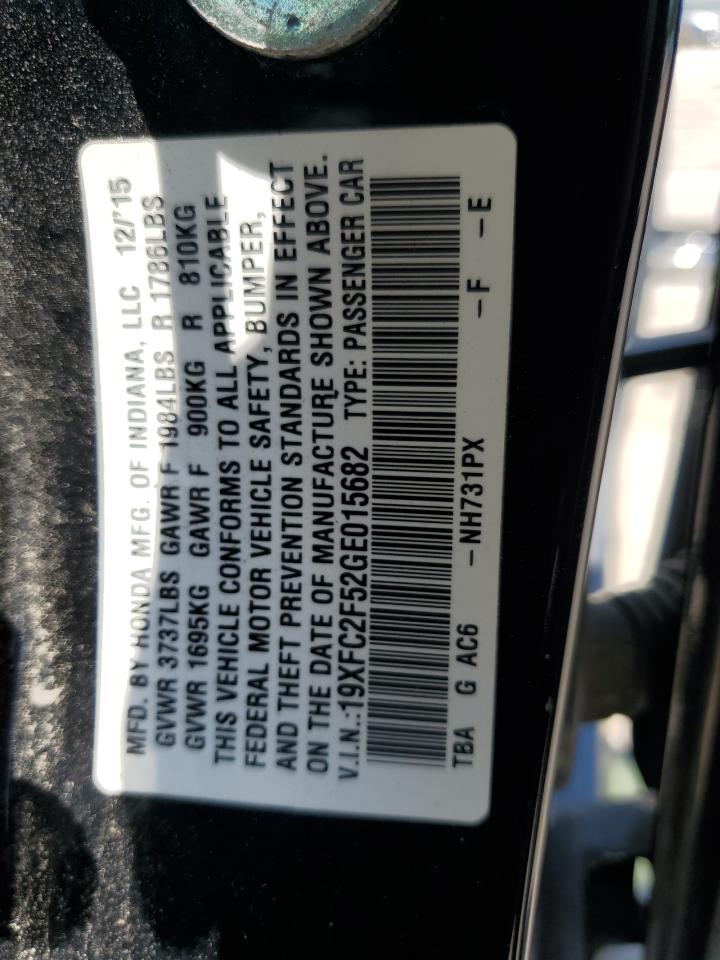 MFD. BY HONDA MFG. OF INDIANA, LLC 12/'15
GVWR 3737LBS GAWR F 1984LBS R 1786LBS
GVWR 1695KG GAWR F 900KG R 810KG
THIS VEHICLE CONFORMS TO ALL APPLICABLE
FEDERAL MOTOR VEHICLE SAFETY, BUMPER,
AND THEFT PREVENTION STANDARDS IN EFFECT
ON THE DATE OF MANUFACTURE SHOWN ABOVE.
V.I.N.:19XFC2F52GE015682 TYPE: PASSENGER CAR
TBA G AC6 -NH731PX -F -E